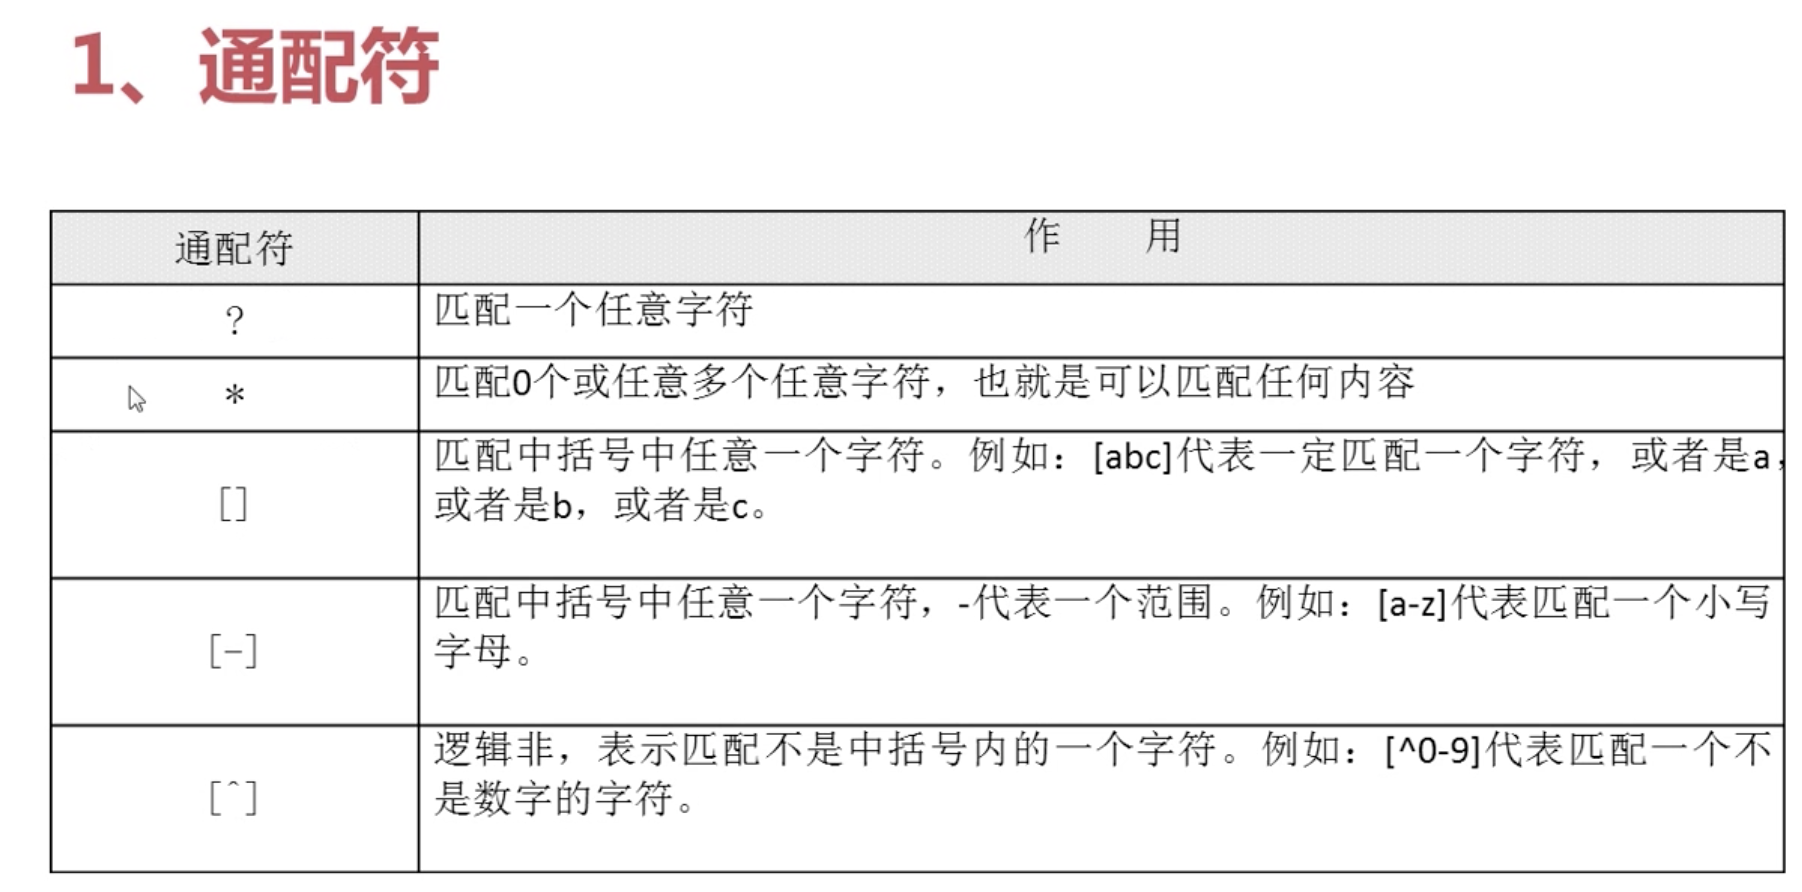 1、通配符
通配符
作 用
?
匹配一个任意字符
*
匹配0个或任意多个任意字符，也就是可以匹配任何内容
[]
匹配中括号中任意一个字符。例如：[abc]代表一定匹配一个字符，或者是a，
或者是b，或者是c。
[-]
匹配中括号中任意一个字符，-代表一个范围。例如：[a-z]代表匹配一个小写
字母。
[^]
逻辑非，表示匹配不是中括号内的一个字符。例如：[^0-9]代表匹配一个不
是数字的字符。